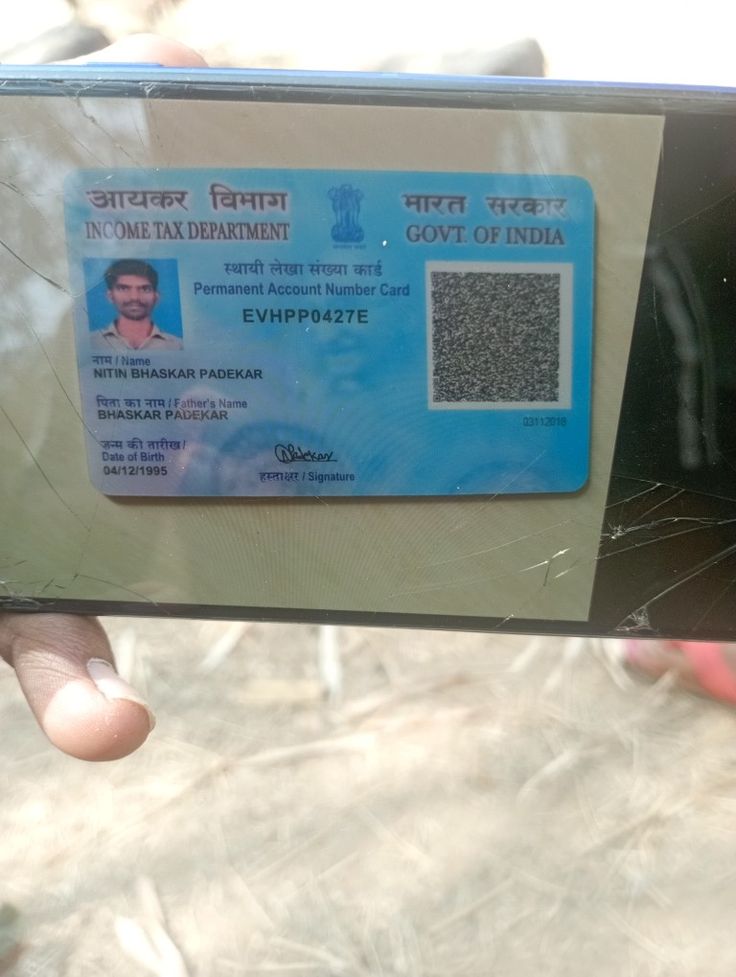 आयकर विभाग
INCOME TAX DEPARTMENT
भारत सरकार
GOVT. OF INDIA
स्थायी लेखा संख्या कार्ड
Permanent Account Number Card
EVHPP0427E
नाम / Name
NITIN BHASKAR PADEKAR
पिता का नाम / Father's Name
BHASKAR PADEKAR
03112018
जन्म की तारीख /
Date of Birth
04/12/1995
हस्ताक्षर / Signature